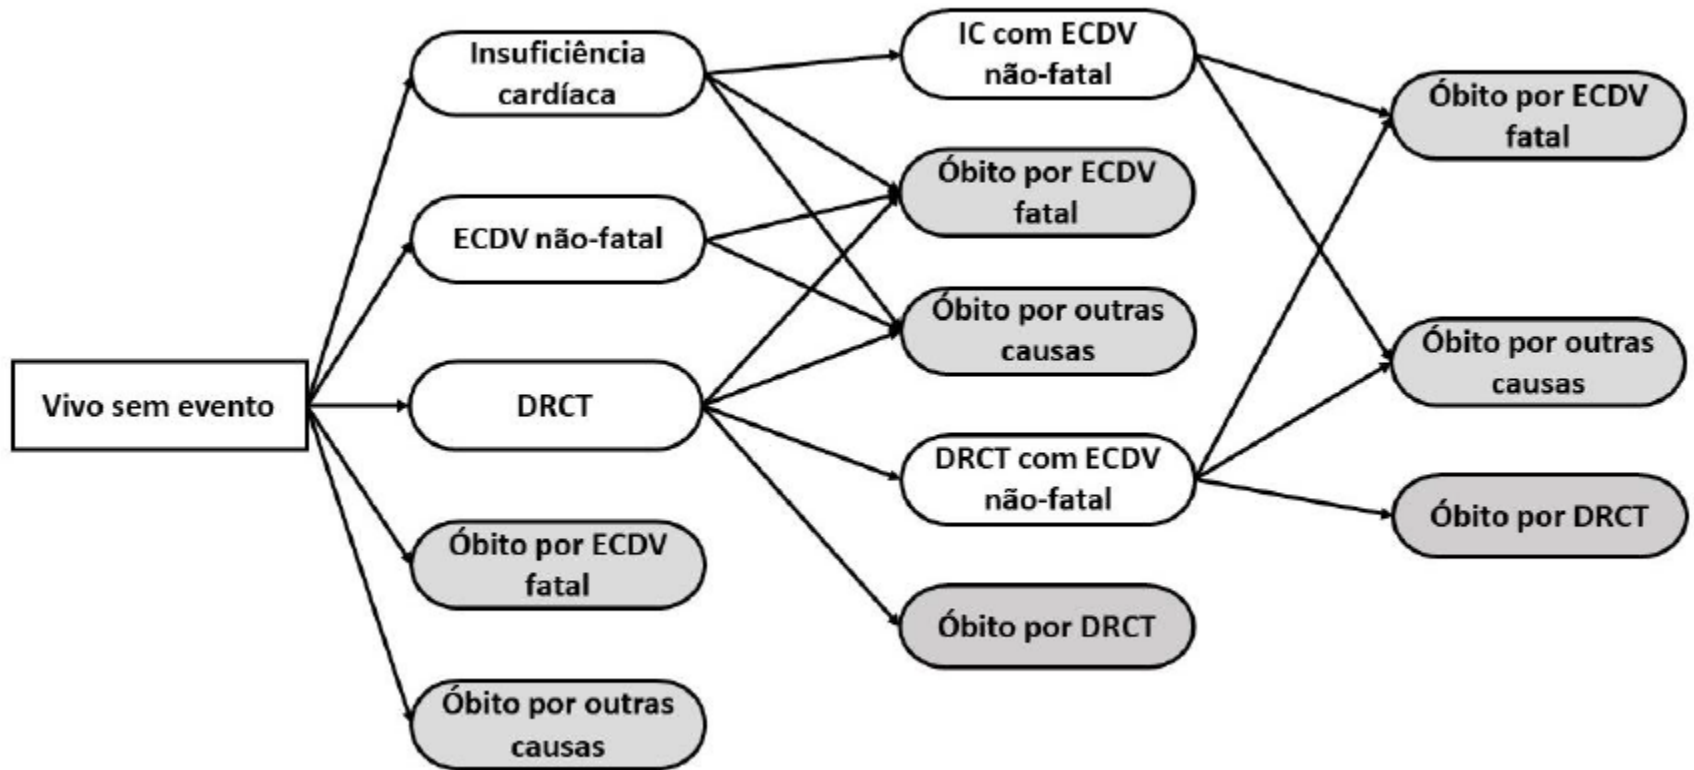 Insuficiência
cardíaca
ECDV não-fatal
Vivo sem evento
DRCT
Óbito por ECDV
fatal
Óbito por outras
causas
IC com ECDV
não-fatal
Óbito por ECDV
fatal
Óbito por outras
causas
DRCT com ECDV
não-fatal
Óbito por DRCT
Óbito por ECDV
fatal
Óbito por outras
causas
Óbito por DRCT